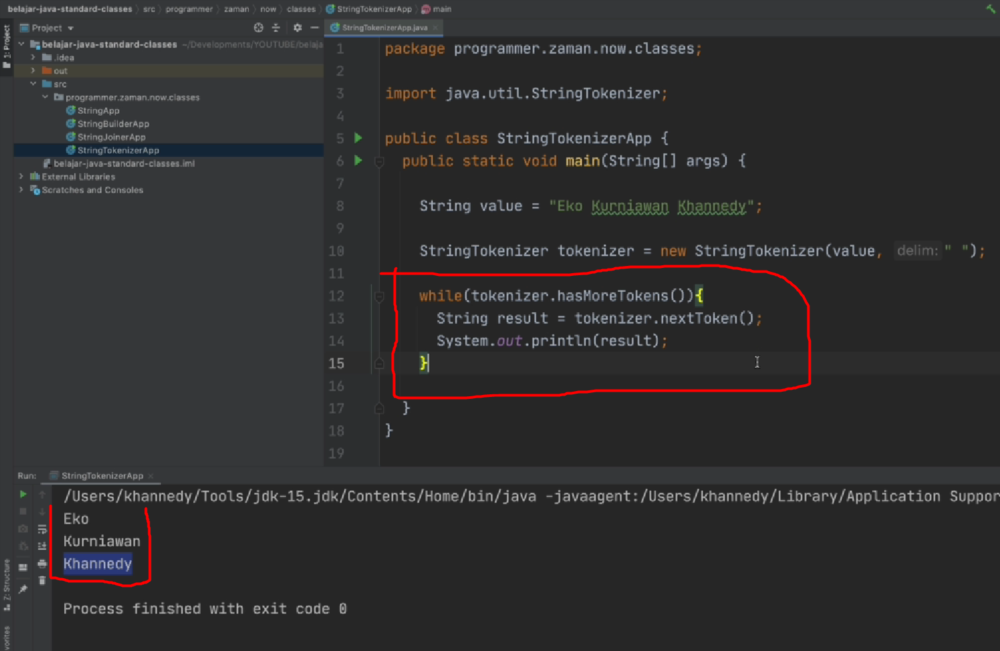 belajar-java-standard-classes src programmer zaman now classes StringTokenizerApp main
1: Project
Project
StringTokenizerApp.java
belajar-java-standard-classes ~/Developments/YOUTUBE/belaja
.idea
out
src
programmer.zaman.now.classes
StringApp
StringBuilderApp
StringJoinerApp
StringTokenizerApp
belajar-java-standard-classes.iml
External Libraries
Scratches and Consoles
1 package programmer.zaman.now.classes;
2
3 import java.util.StringTokenizer;
4
5 public class StringTokenizerApp {
6 public static void main(String[] args) {
7
8 String value = "Eko Kurniawan Khannedy";
9
10 StringTokenizer tokenizer = new StringTokenizer(value, delim: " ");
11
12 while(tokenizer.hasMoreTokens()){
13 String result = tokenizer.nextToken();
14 System.out.println(result);
15 }
16
17 }
18 }
19
Run: StringTokenizerApp
/Users/khannedy/Tools/jdk-15.jdk/Contents/Home/bin/java -javaagent:/Users/khannedy/Library/Application Suppor
Eko
Kurniawan
Khannedy
Process finished with exit code 0
Z: Structure
vorites